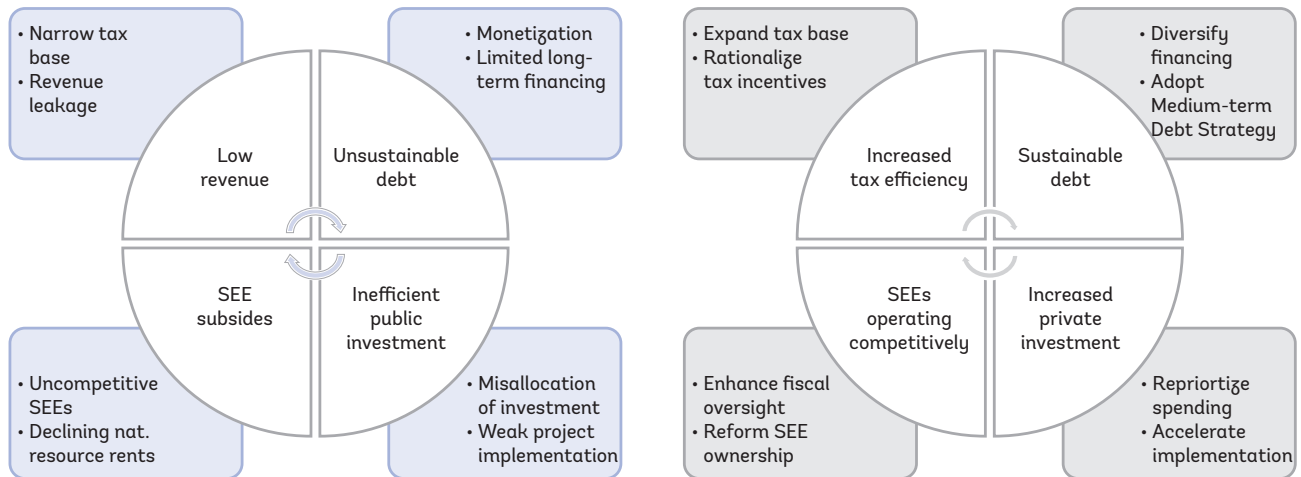 • Narrow tax
base
• Revenue
leakage
• Monetization
• Limited long-
term financing
Low
revenue
Unsustainable
debt
SEE
subsides
Inefficient
public
investment
• Uncompetitive
SEEs
• Declining nat.
resource rents
• Misallocation
of investment
• Weak project
implementation
• Expand tax base
• Rationalize
tax incentives
• Diversify
financing
• Adopt
Medium-term
Debt Strategy
Increased
tax efficiency
Sustainable
debt
SEEs
operating
competitively
Increased
private
investment
• Enhance fiscal
oversight
• Reform SEE
ownership
• Repriortize
spending
• Accelerate
implementation